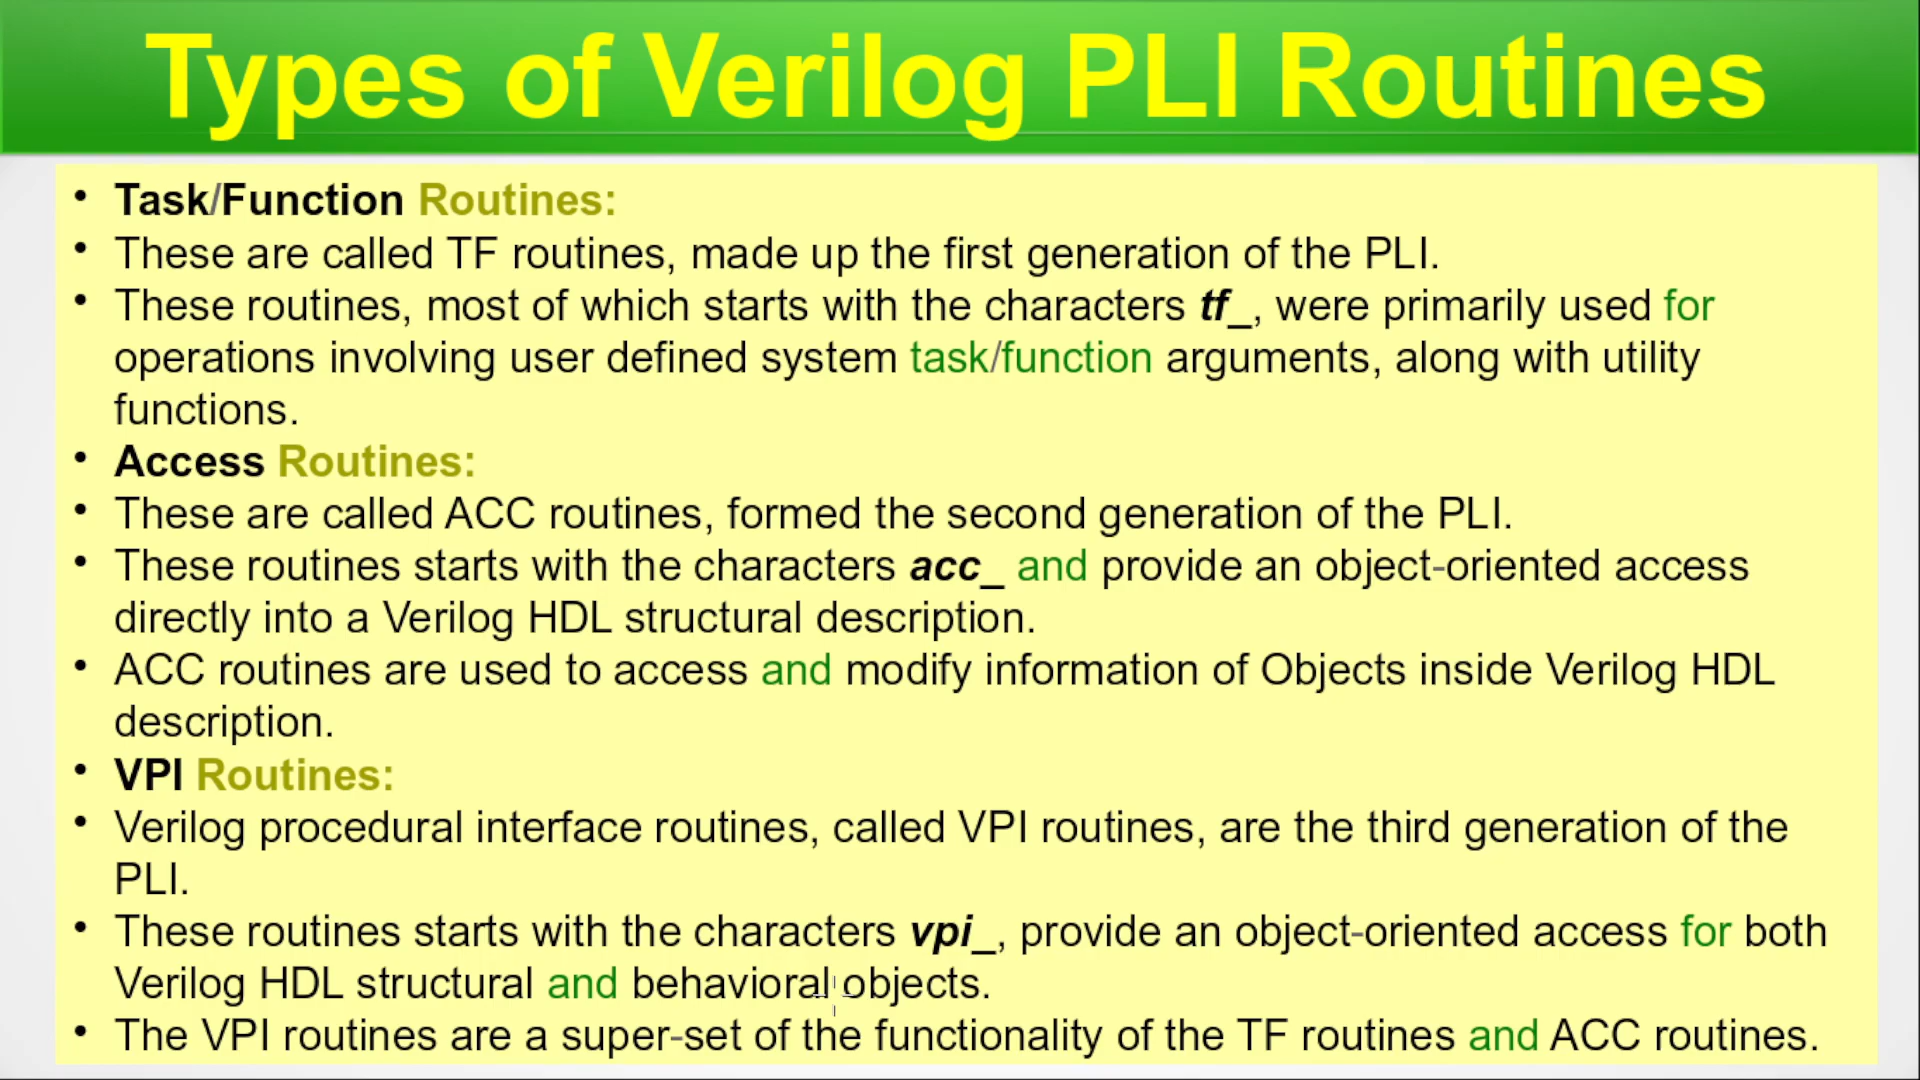 Types of Verilog PLI Routines
• Task/Function Routines:
• These are called TF routines, made up the first generation of the PLI.
• These routines, most of which starts with the characters tf_, were primarily used for
operations involving user defined system task/function arguments, along with utility
functions.
• Access Routines:
• These are called ACC routines, formed the second generation of the PLI.
• These routines starts with the characters acc_ and provide an object-oriented access
directly into a Verilog HDL structural description.
• ACC routines are used to access and modify information of Objects inside Verilog HDL
description.
• VPI Routines:
• Verilog procedural interface routines, called VPI routines, are the third generation of the
PLI.
• These routines starts with the characters vpi_, provide an object-oriented access for both
Verilog HDL structural and behavioral objects.
• The VPI routines are a super-set of the functionality of the TF routines and ACC routines.